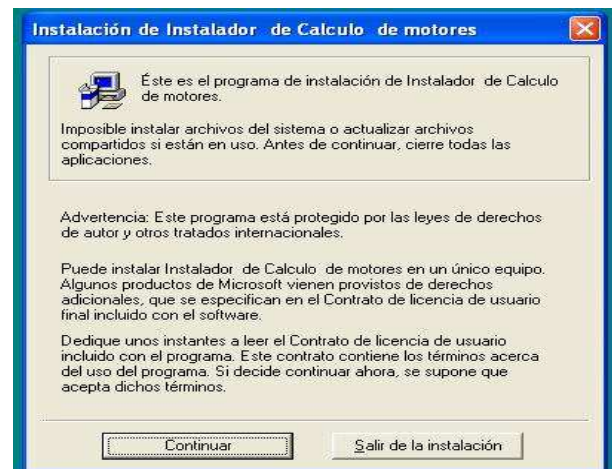 Instalación de Instalador de Calculo de motores
Éste es el programa de instalación de Instalador de Calculo
de motores.
Imposible instalar archivos del sistema o actualizar archivos
compartidos si están en uso. Antes de continuar, cierre todas las
aplicaciones.
Advertencia: Este programa está protegido por las leyes de derechos
de autor y otros tratados internacionales.
Puede instalar Instalador de Calculo de motores en un único equipo.
Algunos productos de Microsoft vienen provistos de derechos
adicionales, que se especifican en el Contrato de licencia de usuario
final incluido con el software.
Dedique unos instantes a leer el Contrato de licencia de usuario
incluido con el programa. Este contrato contiene los términos acerca
del uso del programa. Si decide continuar ahora, se supone que
acepta dichos términos.
Continuar
Salir de la instalación